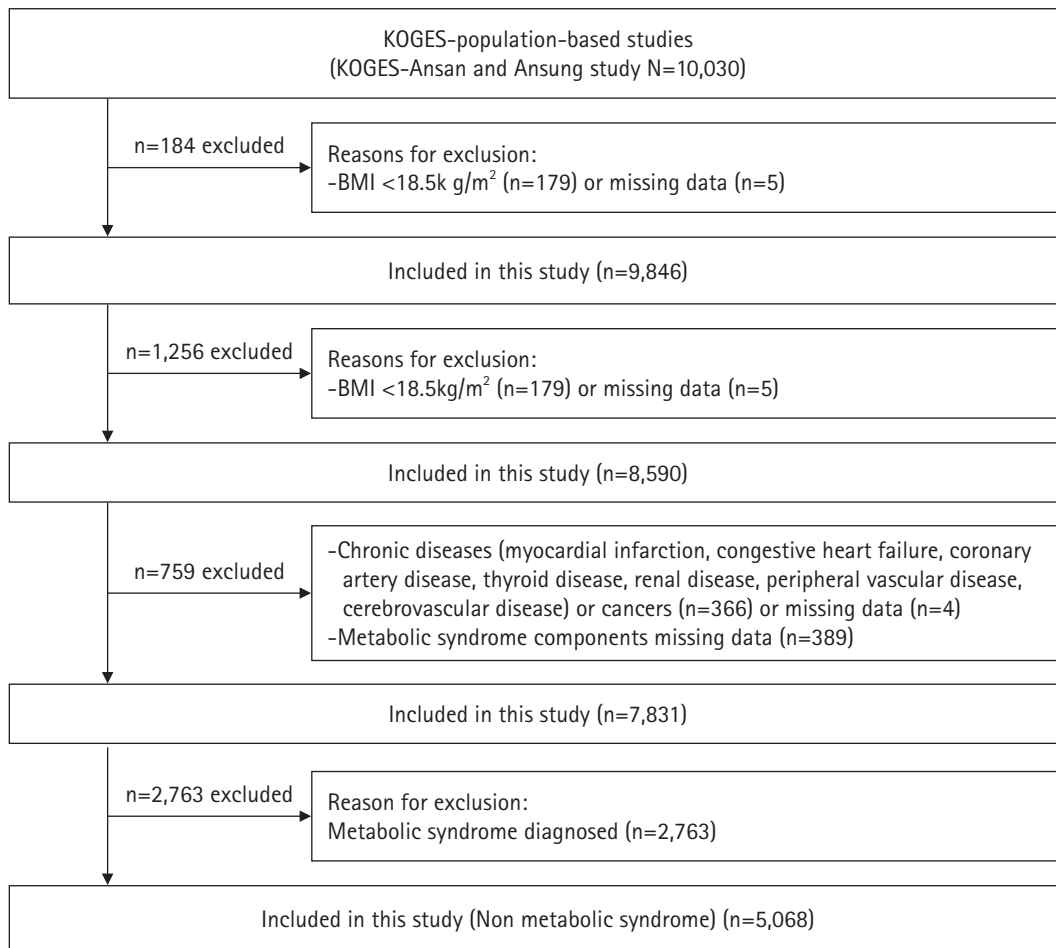 KOGES-population-based studies
(KOGES-Ansan and Ansung study N=10,030)
n=184 excluded
Reasons for exclusion:
-BMI <18.5k g/m² (n=179) or missing data (n=5)
Included in this study (n=9,846)
n=1,256 excluded
Reasons for exclusion:
-BMI <18.5kg/m² (n=179) or missing data (n=5)
Included in this study (n=8,590)
n=759 excluded
-Chronic diseases (myocardial infarction, congestive heart failure, coronary
artery disease, thyroid disease, renal disease, peripheral vascular disease,
cerebrovascular disease) or cancers (n=366) or missing data (n=4)
-Metabolic syndrome components missing data (n=389)
Included in this study (n=7,831)
n=2,763 excluded
Reason for exclusion:
Metabolic syndrome diagnosed (n=2,763)
Included in this study (Non metabolic syndrome) (n=5,068)